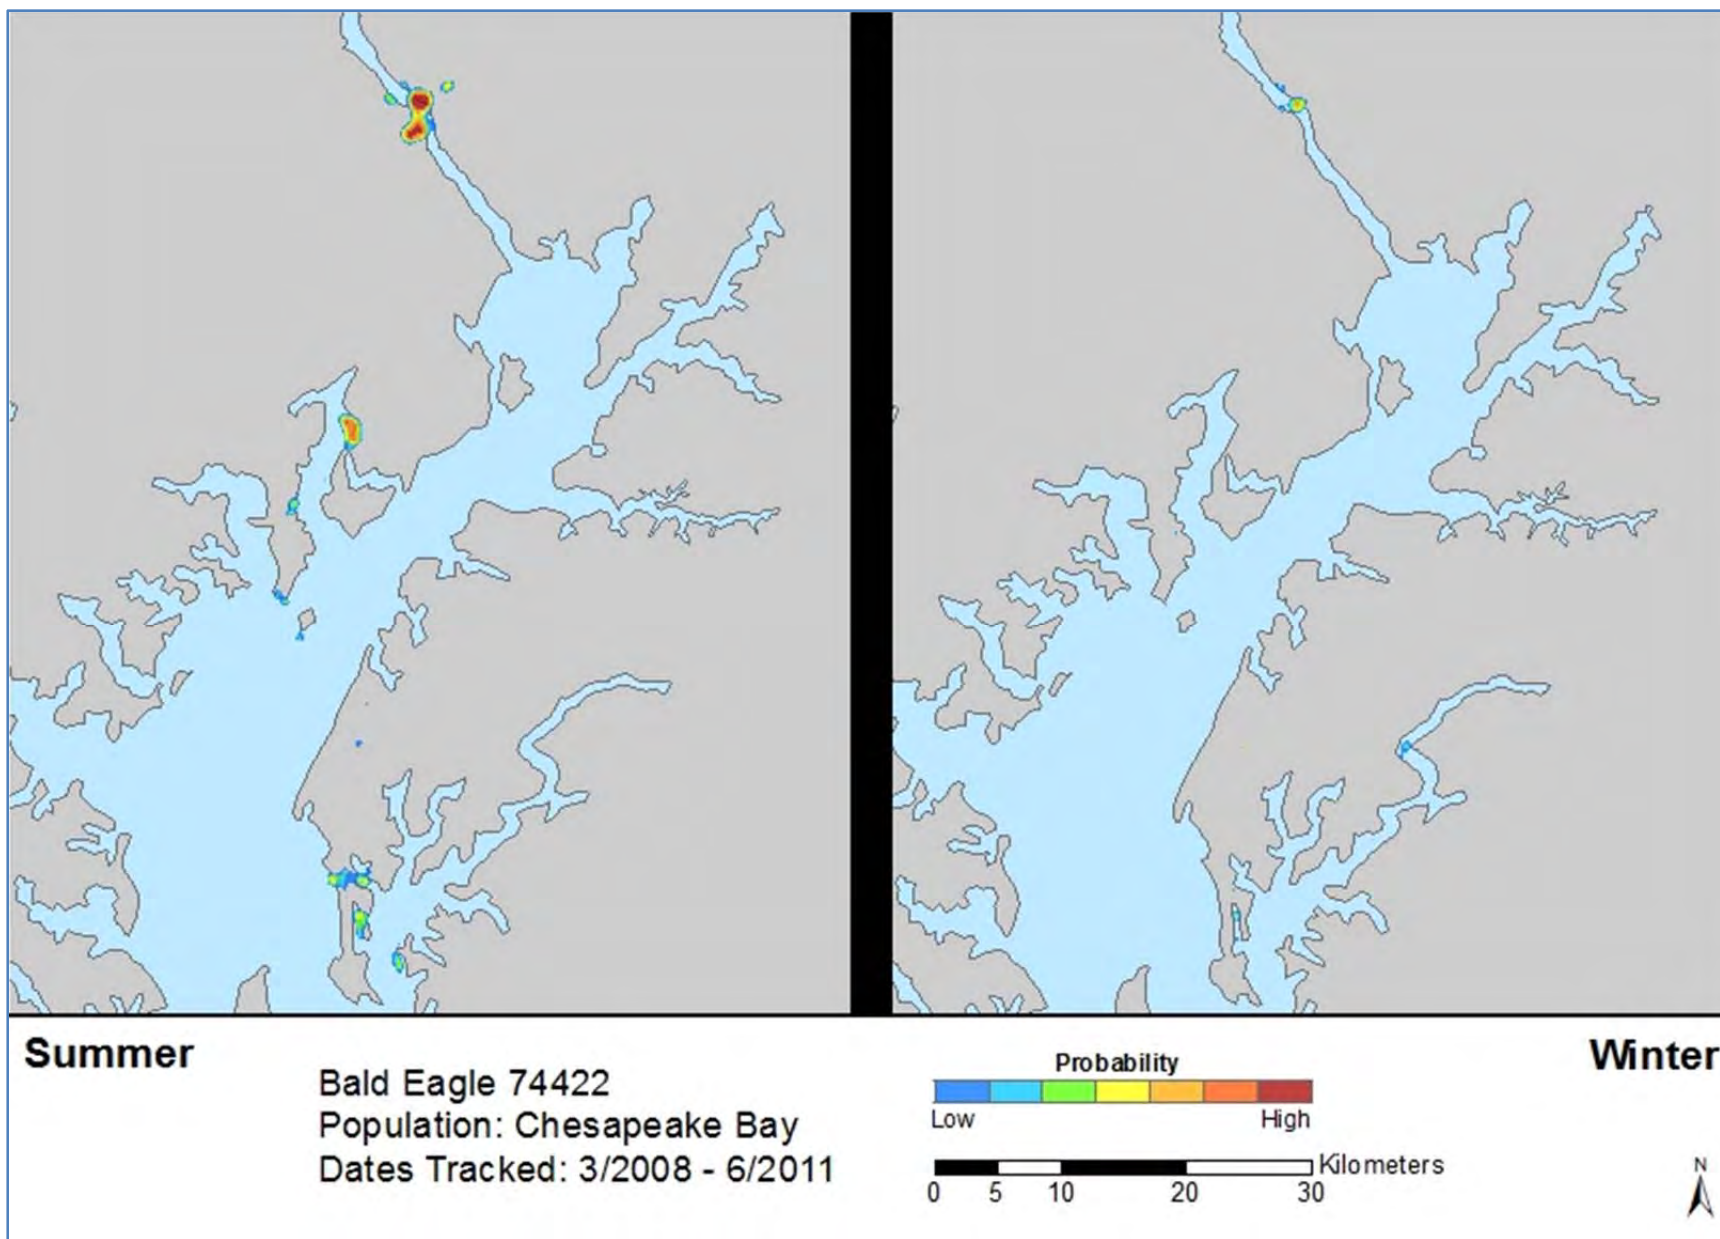 Summer
Winter
Bald Eagle 74422
Population: Chesapeake Bay
Dates Tracked: 3/2008 - 6/2011
Probability
Low High
Kilometers
0 5 10 20 30
N